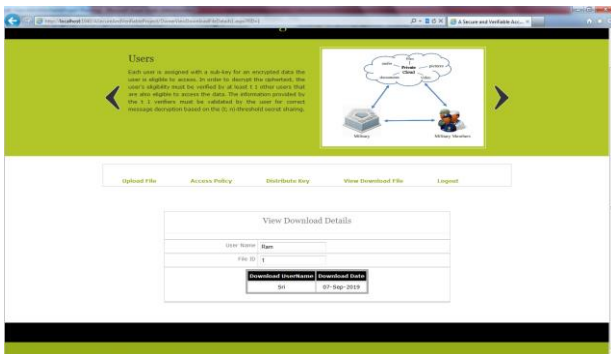 Users
Each user is assigned with a sub-key for an encrypted data the
user is eligible to access. In order to decrypt the ciphertext, the
user's eligibility must be verified by at least t 1 other users that
are also eligible to access the data. The information provided by
the t 1 verifiers must be validated by the user for correct
message decryption based on the (t, n)-threshold secret sharing.
Private
Cloud
Military
Military Members
Upload File
Access Policy
Distribute Key
View Download File
Logout
View Download Details
User Name Ram
File ID 1
Download UserName Download Date
Sri 07-Sep-2019